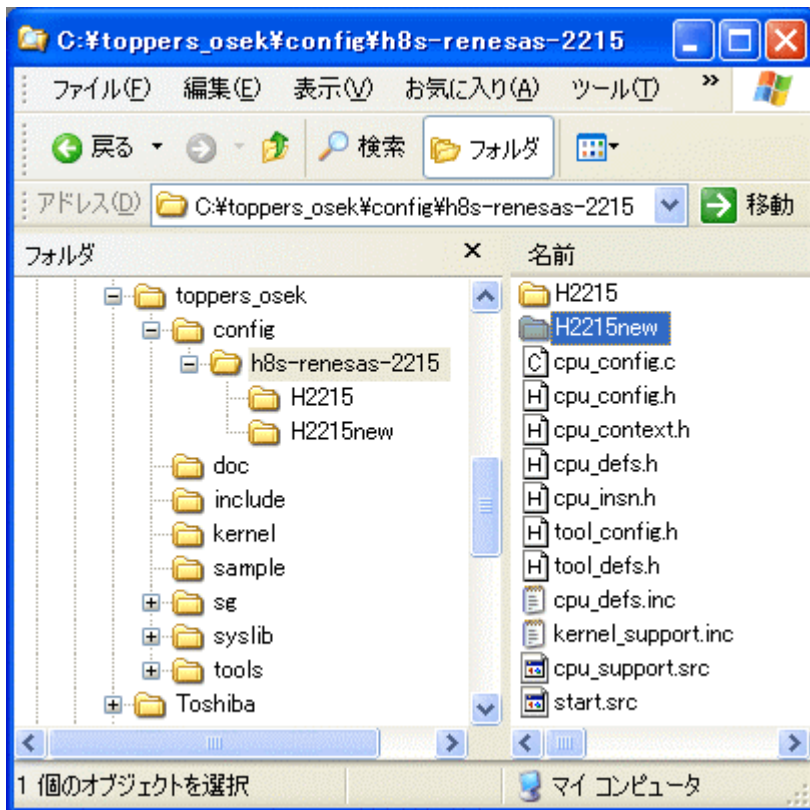 C:¥toppers_osek¥config¥h8s-renesas-2215
ファイル(F) 編集(E) 表示(V) お気に入り(A) ツール(T) »
戻る 検索 フォルダ
アドレス(D) C:¥toppers_osek¥config¥h8s-renesas-2215 移動
フォルダ × 名前
toppers_osek
config
h8s-renesas-2215
H2215
H2215new
doc
include
kernel
sample
sg
syslib
tools
Toshiba
H2215
H2215new
cpu_config.c
cpu_config.h
cpu_context.h
cpu_defs.h
cpu_insn.h
tool_config.h
tool_defs.h
cpu_defs.inc
kernel_support.inc
cpu_support.src
start.src
1 個のオブジェクトを選択 マイ コンピュータ